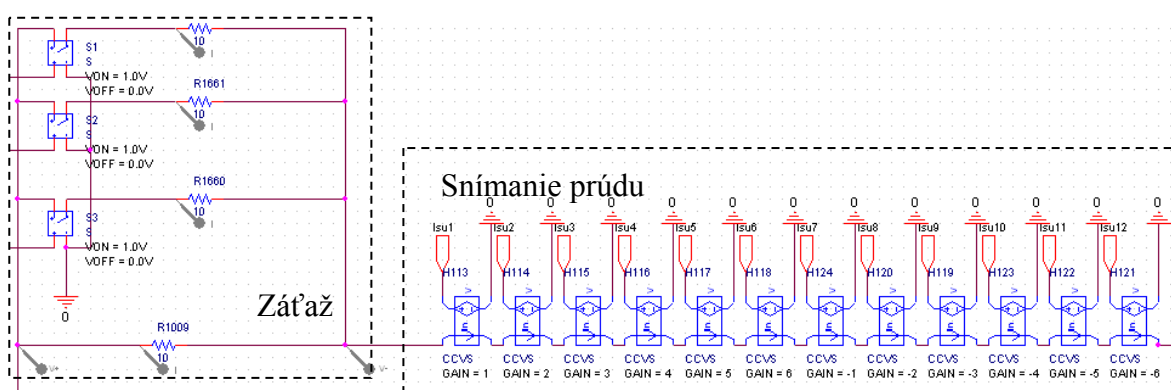 S1
S
VON = 1.0V
VOFF = 0.0V
10
I
R1661
S2
S
VON = 1.0V
VOFF = 0.0V
10
I
R1660
S3
S
VON = 1.0V
VOFF = 0.0V
10
I
0
Záťaž
R1009
10
V+
I
V-
Snímanie prúdu
0 0 0 0 0 0 0 0 0 0 0 0
Isu1 Isu2 Isu3 Isu4 Isu5 Isu6 Isu7 Isu8 Isu9 Isu10 Isu11 Isu12
H113 H114 H115 H116 H117 H118 H124 H120 H119 H123 H122 H121
CCVS CCVS CCVS CCVS CCVS CCVS CCVS CCVS CCVS CCVS CCVS CCVS
GAIN = 1 GAIN = 2 GAIN = 3 GAIN = 4 GAIN = 5 GAIN = 6 GAIN = -1 GAIN = -2 GAIN = -3 GAIN = -4 GAIN = -5 GAIN = -6